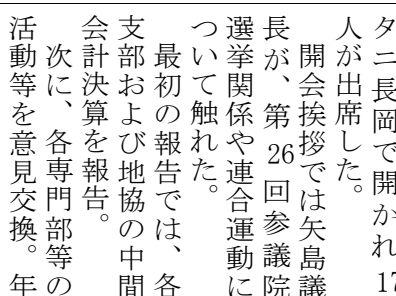 タニ長岡で開かれ17
人が出席した。
開会挨拶では矢島議
長が、第26回参議院
選挙関係や連合運動に
ついて触れた。
最初の報告では、各
支部および地協の中間
会計決算を報告。
次に、各専門部等の
活動等を意見交換。年